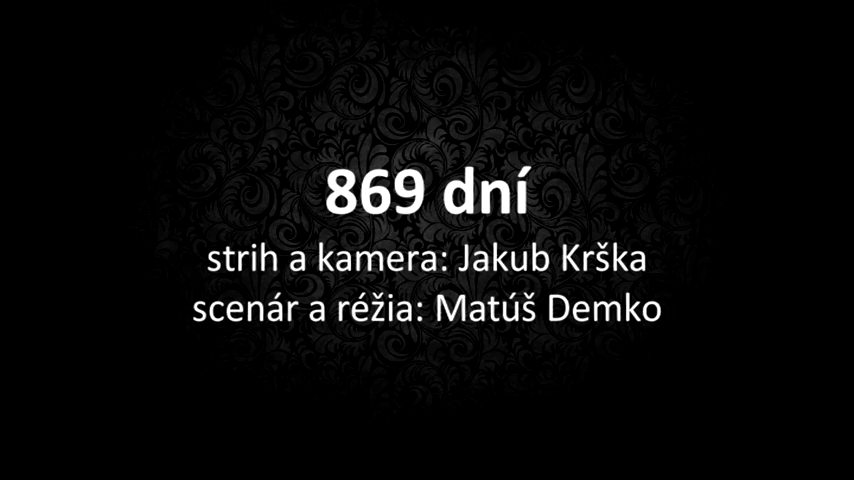 869 dní
strih a kamera: Jakub Krška
scenár a réžia: Matúš Demko